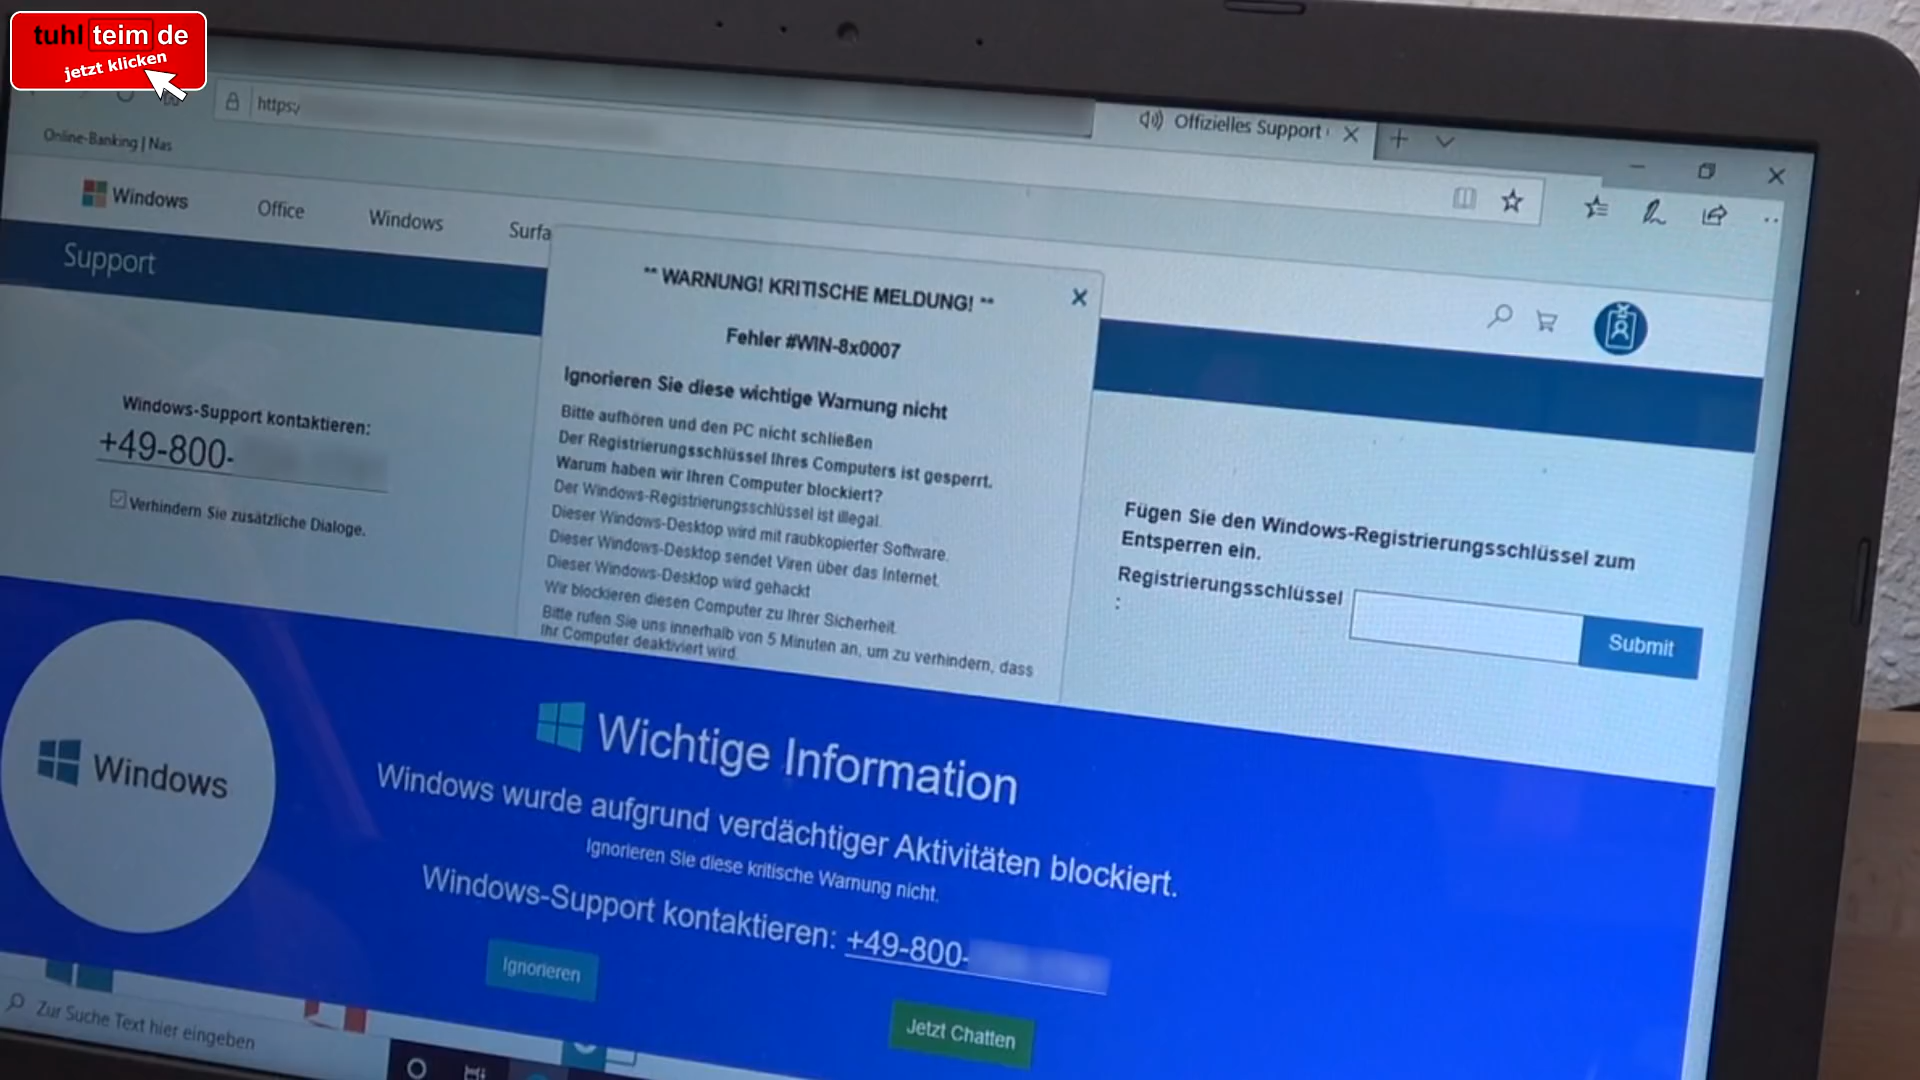 tuhl teim de
jetzt klicken
https:/
Offizielles Support
Online-Banking | Nas
Windows
Office
Windows
Surfa
Support
** WARNUNG! KRITISCHE MELDUNG! **
Fehler #WIN-8x0007
Ignorieren Sie diese wichtige Warnung nicht
Bitte aufhören und den PC nicht schließen
Der Registrierungsschlüssel Ihres Computers ist gesperrt.
Warum haben wir Ihren Computer blockiert?
Der Windows-Registrierungsschlüssel ist illegal.
Dieser Windows-Desktop wird mit raubkopierter Software.
Dieser Windows-Desktop sendet Viren über das Internet.
Dieser Windows-Desktop wird gehackt
Wir blockieren diesen Computer zu Ihrer Sicherheit.
Bitte rufen Sie uns innerhalb von 5 Minuten an, um zu verhindern, dass
Ihr Computer deaktiviert wird.
Windows-Support kontaktieren:
+49-800-
Verhindern Sie zusätzliche Dialoge.
Fügen Sie den Windows-Registrierungsschlüssel zum
Entsperren ein.
Registrierungsschlüssel
:
Submit
Windows
Wichtige Information
Windows wurde aufgrund verdächtiger Aktivitäten blockiert.
Ignorieren Sie diese kritische Warnung nicht.
Windows-Support kontaktieren: +49-800-
Ignorieren
Jetzt Chatten
Zur Suche Text hier eingeben